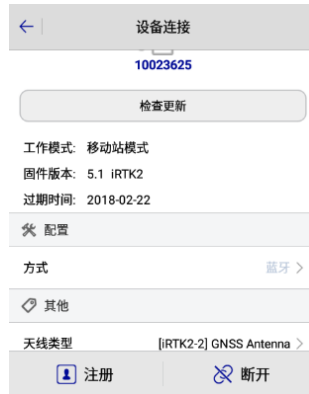 设备连接
10023625
检查更新
工作模式: 移动站模式
固件版本: 5.1 iRTK2
过期时间: 2018-02-22
配置
方式 蓝牙
其他
天线类型 [iRTK2-2] GNSS Antenna
注册 断开